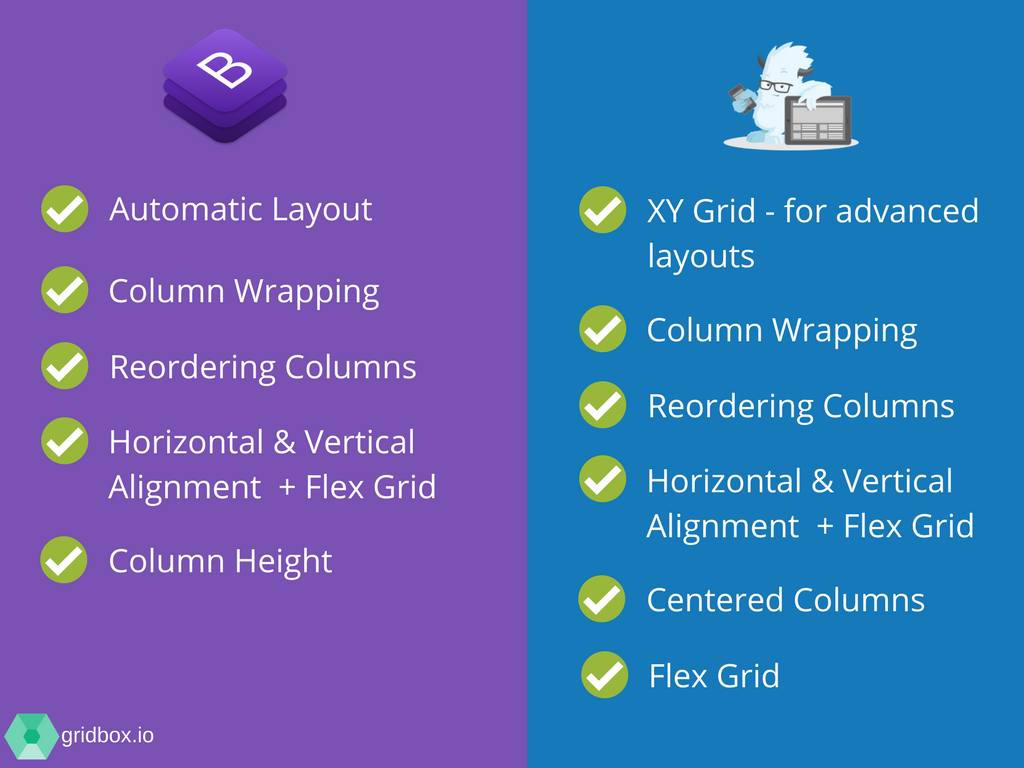 B
Automatic Layout
Column Wrapping
Reordering Columns
Horizontal & Vertical
Alignment + Flex Grid
Column Height
gridbox.io
XY Grid - for advanced
layouts
Column Wrapping
Reordering Columns
Horizontal & Vertical
Alignment + Flex Grid
Centered Columns
Flex Grid